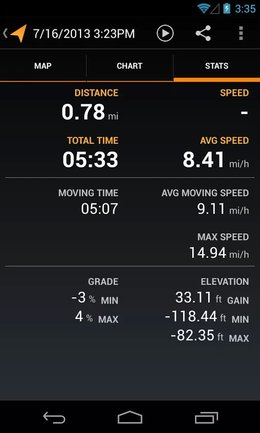 3:35
7/16/2013 3:23PM
MAP CHART STATS
DISTANCE SPEED
0.78 mi -
TOTAL TIME AVG SPEED
05:33 8.41 mi/h
MOVING TIME AVG MOVING SPEED
05:07 9.11 mi/h
MAX SPEED
14.94 mi/h
GRADE ELEVATION
-3 % MIN 33.11 ft GAIN
4 % MAX -118.44 ft MIN
-82.35 ft MAX